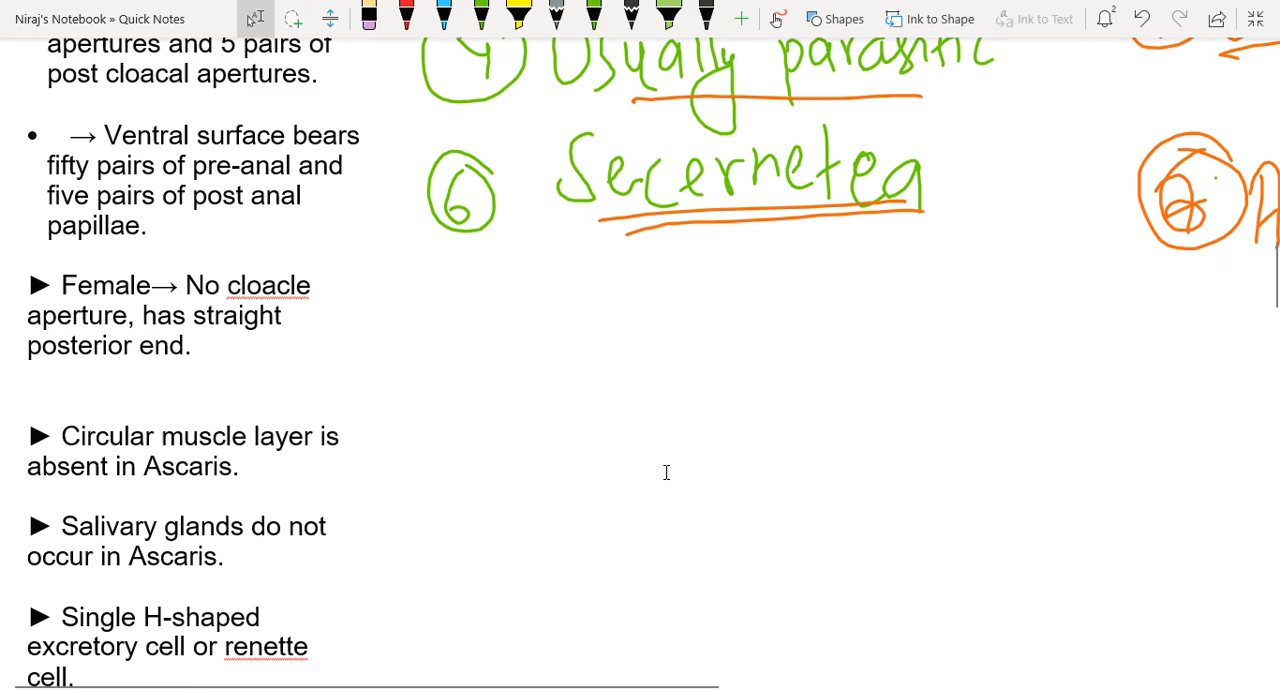 Niraj's Notebook » Quick Notes
Shapes
Ink to Shape
Ink to Text
2
apertures and 5 pairs of
post cloacal apertures.
• → Ventral surface bears
fifty pairs of pre-anal and
five pairs of post anal
papillae.
► Female→ No cloacle
aperture, has straight
posterior end.
► Circular muscle layer is
absent in Ascaris.
► Salivary glands do not
occur in Ascaris.
► Single H-shaped
excretory cell or renette
cell.
Usually parasitic
6 Secernetea